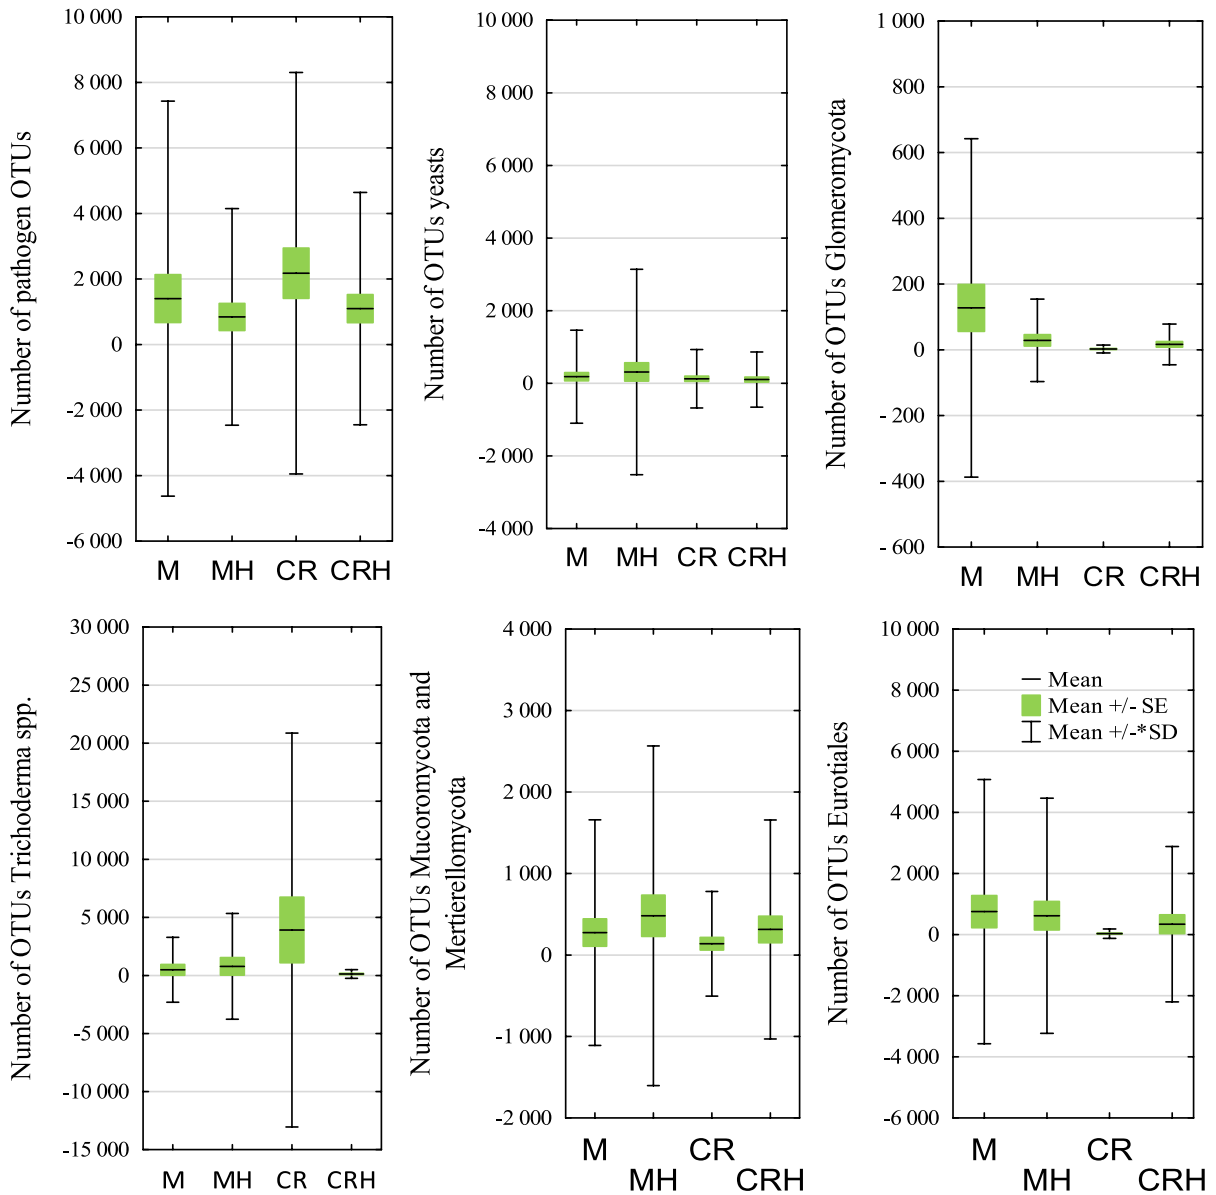 Number of pathogen OTUs
10 000
8 000
6 000
4 000
2 000
0
-2 000
-4 000
-6 000
M MH CR CRH
Number of OTUs yeasts
10 000
8 000
6 000
4 000
2 000
0
-2 000
-4 000
M MH CR CRH
Number of OTUs Glomeromycota
1 000
800
600
400
200
0
- 200
- 400
- 600
M MH CR CRH
Number of OTUs Trichoderma spp.
30 000
25 000
20 000
15 000
10 000
5 000
0
-5 000
-10 000
-15 000
M MH CR CRH
Number of OTUs Mucoromycota and
Mertierellomycota
4 000
3 000
2 000
1 000
0
-1 000
-2 000
M CR
MH CRH
Number of OTUs Eurotiales
10 000
8 000
6 000
4 000
2 000
0
-2 000
-4 000
-6 000
Mean
Mean +/- SE
Mean +/-*SD
M CR
MH CRH